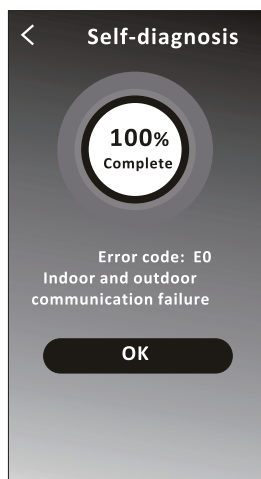 Self-diagnosis
100%
Complete
Error code: E0
Indoor and outdoor
communication failure
OK